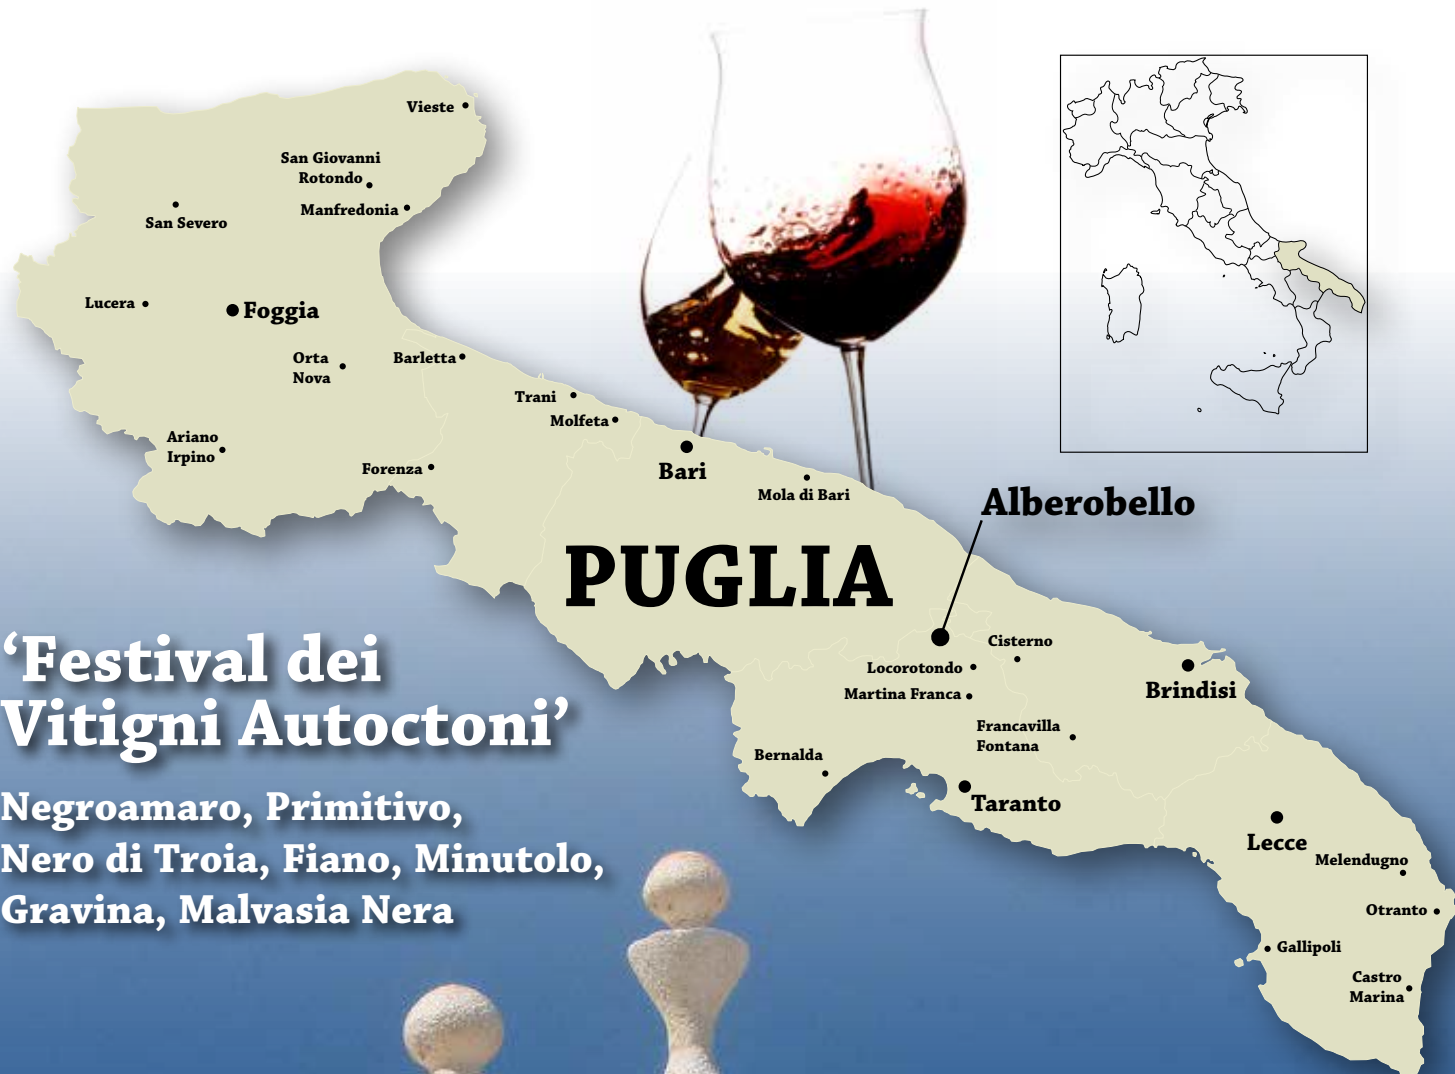 Vieste
San Giovanni
Rotondo
Manfredonia
San Severo
Lucera
Foggia
Orta
Nova
Barletta
Trani
Molfeta
Ariano
Irpino
Forenza
Bari
Mola di Bari
Alberobello
PUGLIA
Cisterno
Locorotondo
Martina Franca
Brindisi
Francavilla
Fontana
Bernalda
Taranto
Lecce
Melendugno
Otranto
Gallipoli
Castro
Marina
‘Festival dei
Vitigni Autoctoni’
Negroamaro, Primitivo,
Nero di Troia, Fiano, Minutolo,
Gravina, Malvasia Nera